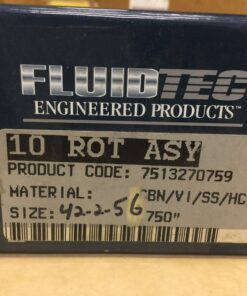 FLUIDTEC
ENGINEERED PRODUCTS™
10 ROT ASY
PRODUCT CODE: 7513270759
MATERIAL: CBN/VI/SS/HC
SIZE: 42-2-56 750"